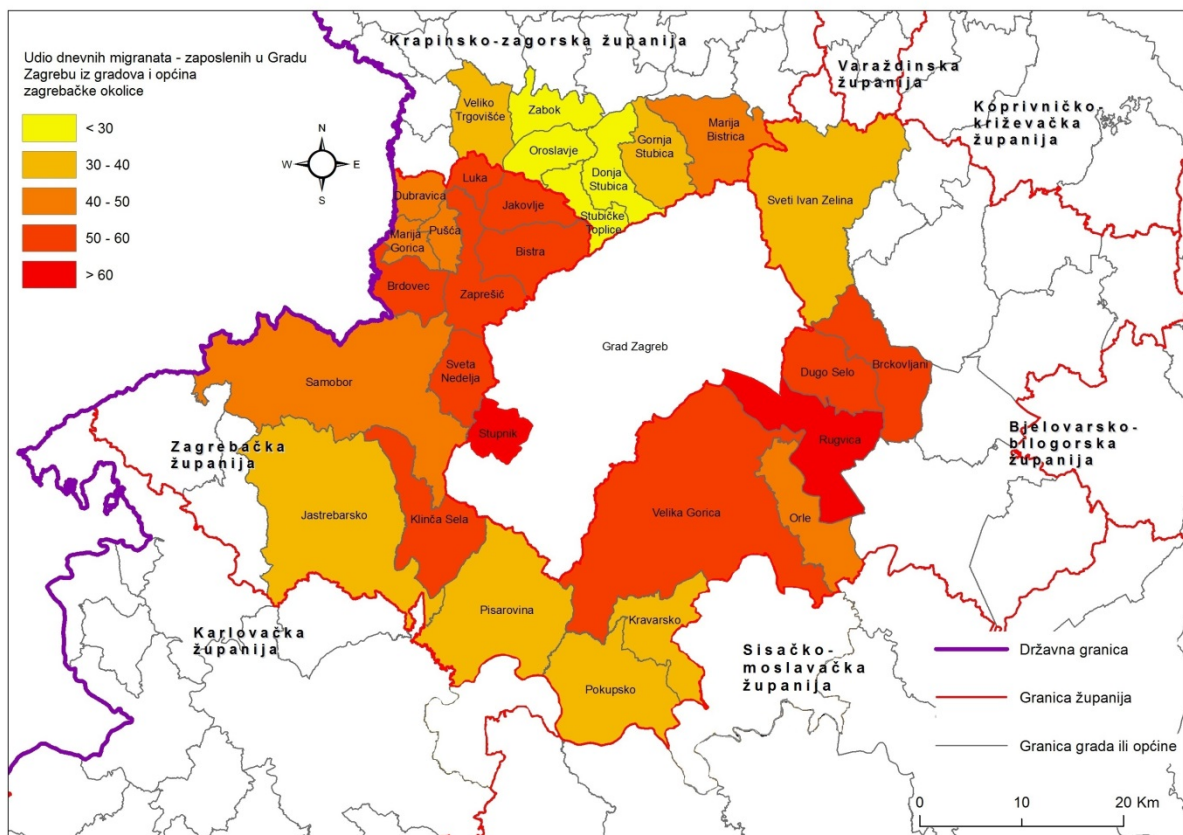 Udio dnevnih migranata - zaposlenih u Gradu
Zagrebu iz gradova i općina
zagrebačke okolice
< 30
30 - 40
40 - 50
50 - 60
> 60
N
W
E
S
Krapinsko-zagorska županija
Varaždinska
županija
Koprivničko-
križevačka
županija
Veliko
Trgovišće
Zabok
Oroslavje
Donja
Stubica
Gornja
Stubica
Marija
Bistrica
Stubičke
Toplice
Sveti Ivan Zelina
Luka
Dubravica
Jakovlje
Marija
Gorica
Pušća
Bistra
Brdovec
Zaprešić
Grad Zagreb
Samobor
Sveta
Nedelja
Dugo Selo
Brckovljani
Stupnik
Rugvica
Zagrebačka
županija
Bjelovarsko-
bilogorska
županija
Jastrebarsko
Klinča Sela
Velika Gorica
Orle
Pisarovina
Kravarsko
Karlovačka
županija
Sisačko-
moslavačka
županija
Pokupsko
Državna granica
Granica županija
Granica grada ili općine
0
10
20 Km